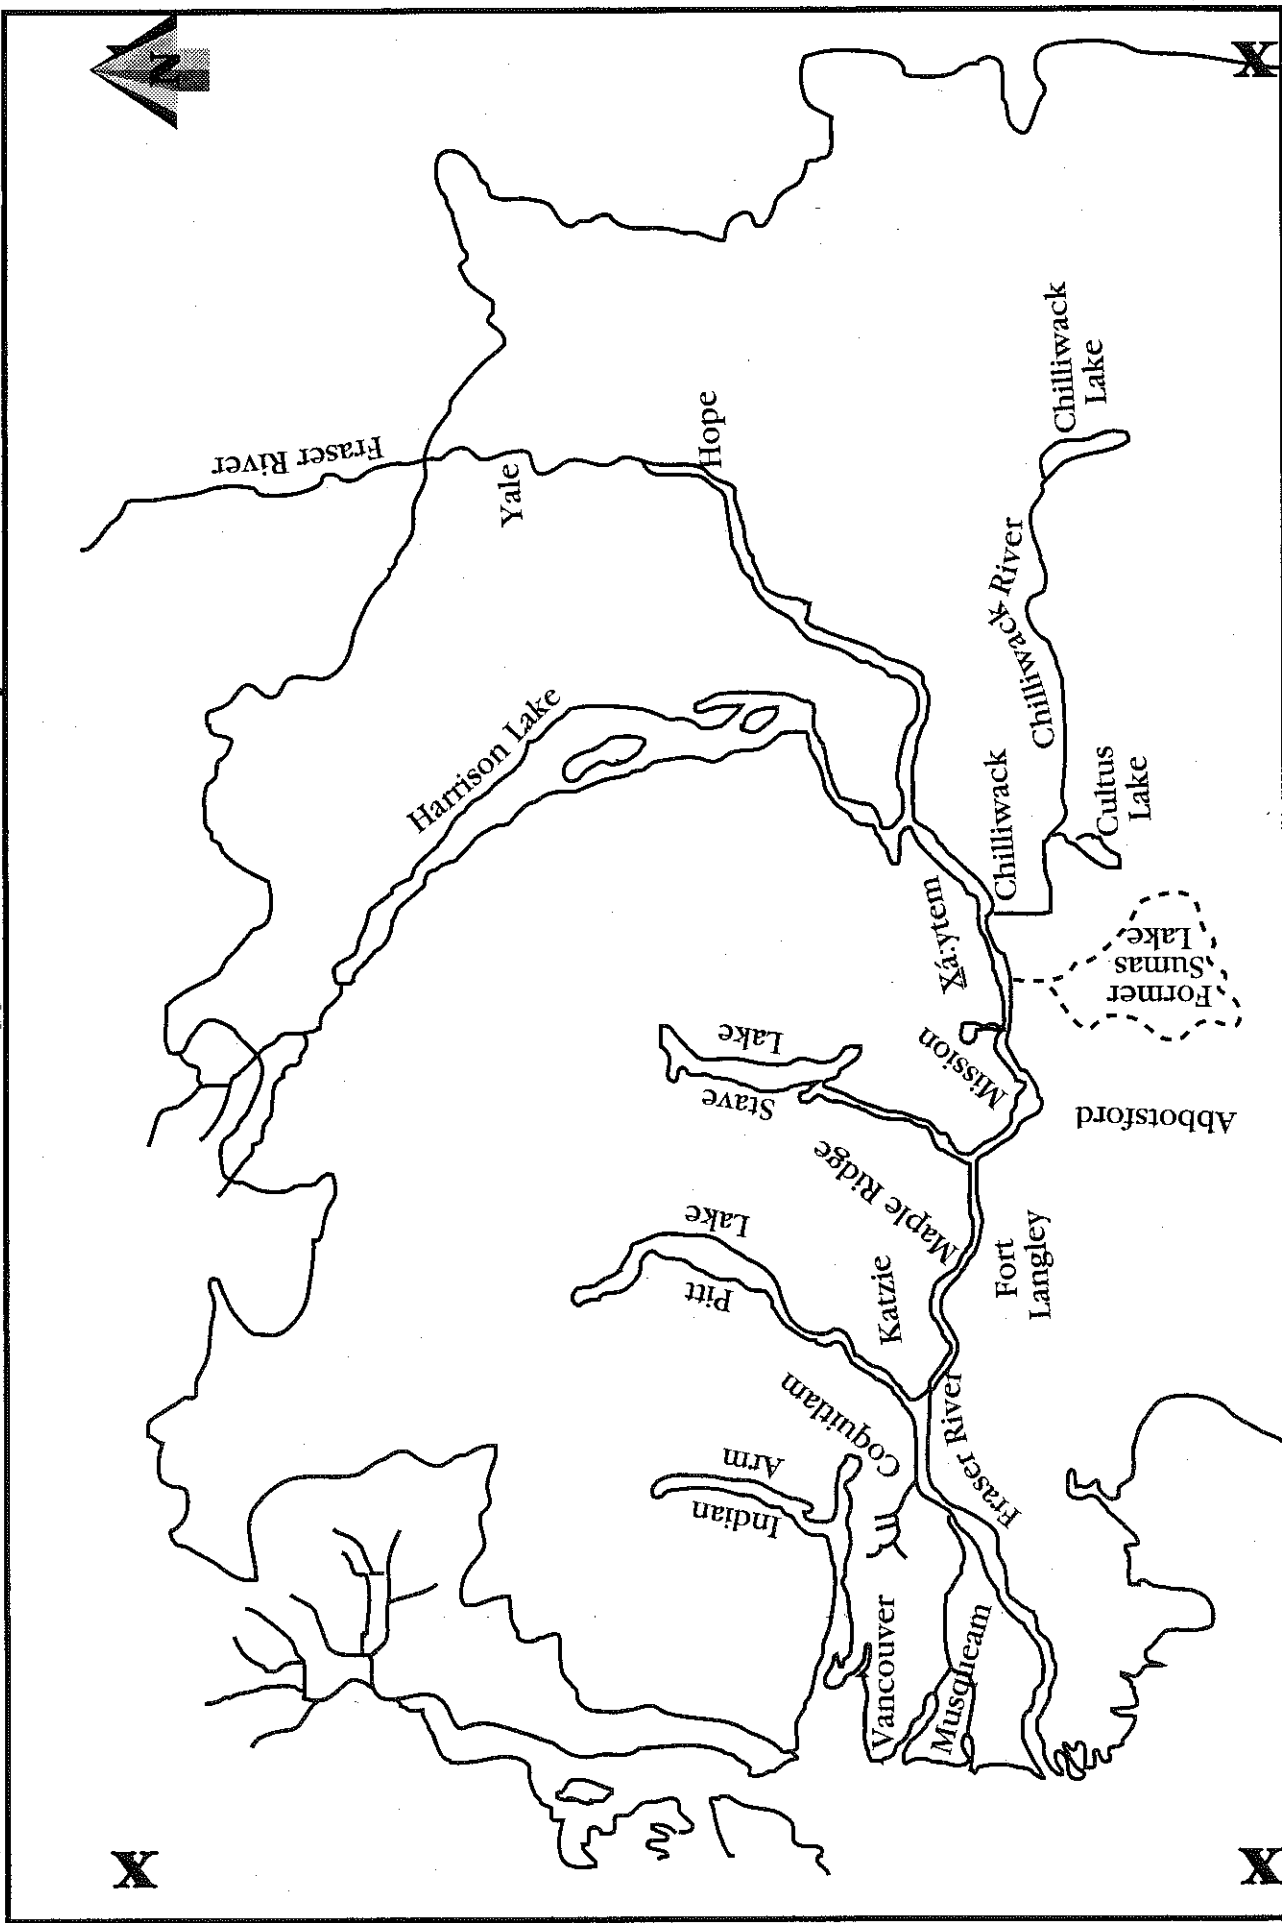 N
X
Fraser River
Yale
Hope
Harrison Lake
Chilliwack
Lake
Chilliwack River
Chilliwack
Cultus
Lake
X̱á:ytem
Former
Sumas
Lake
Stave
Lake
Mission
Abbotsford
Maple Ridge
Pitt
Lake
Katzie
Fort
Langley
Coquitlam
Fraser River
Indian
Arm
Vancouver
Musqueam
X
X